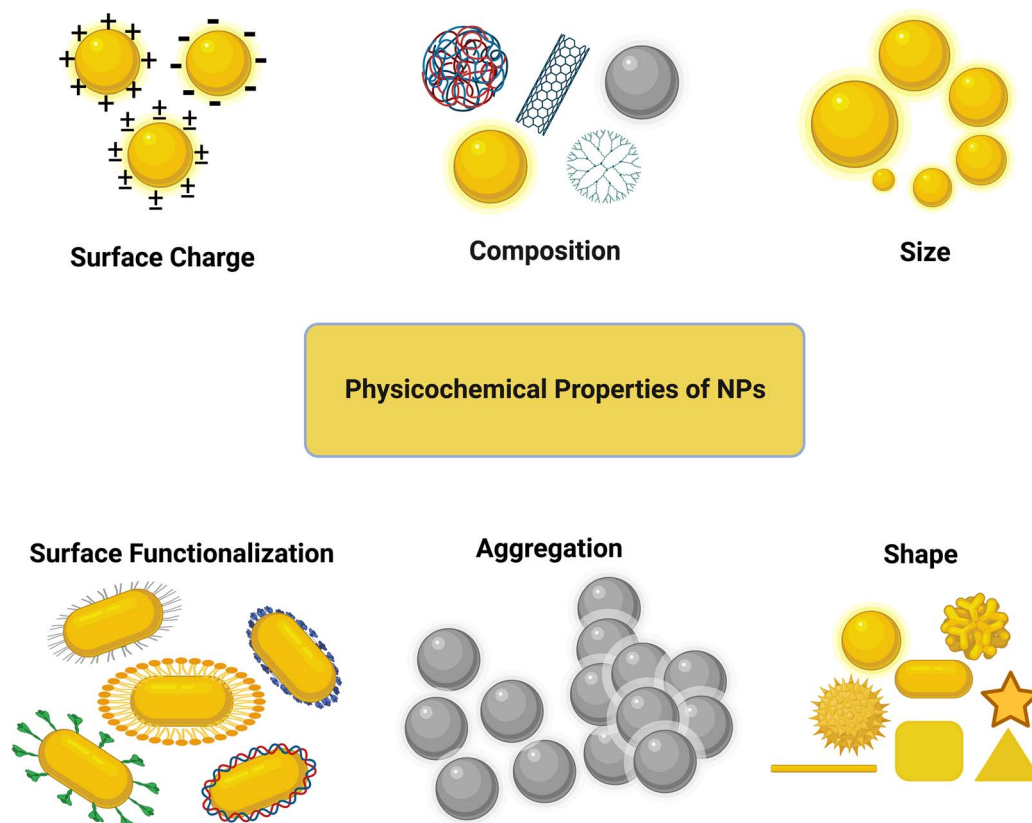 Surface Charge
Composition
Size
Physicochemical Properties of NPs
Surface Functionalization
Aggregation
Shape